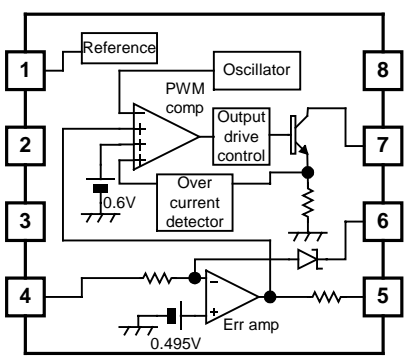 Reference
1
Oscillator
8
PWM
comp
Output
drive
control
2
7
Over
current
detector
0.6V
3
6
4
5
Err amp
0.495V